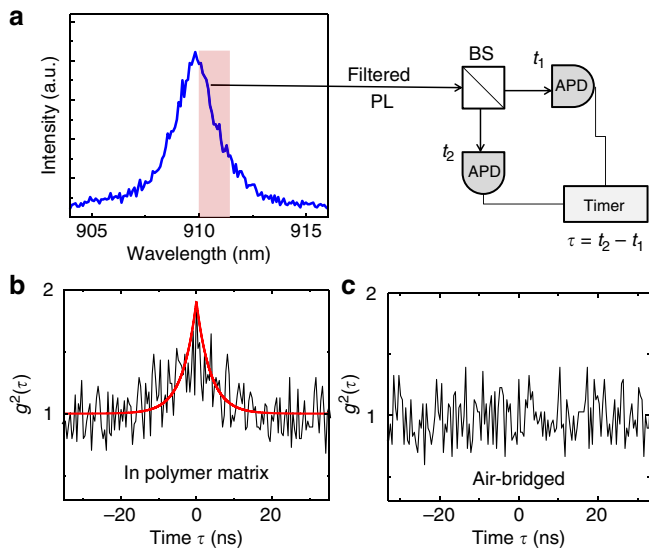 a
Intensity (a.u.)
905
910
915
Wavelength (nm)
Filtered
PL
BS
t1
APD
t2
APD
Timer
τ = t2 – t1
b
2
1
g2(τ)
In polymer matrix
–20
0
20
Time τ (ns)
c
2
1
g2(τ)
Air-bridged
–20
0
20
Time τ (ns)